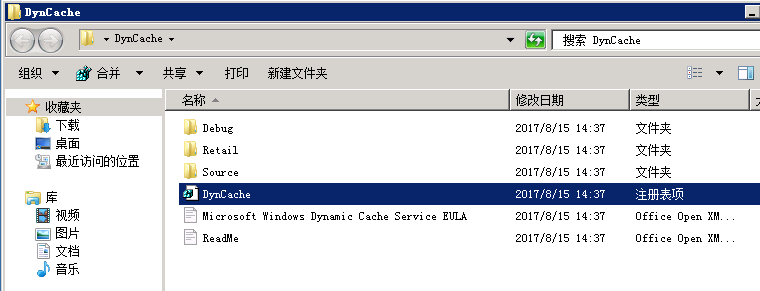 DynCache
DynCache
搜索 DynCache
组织 合并 共享 打印 新建文件夹
收藏夹
下载
桌面
最近访问的位置
库
视频
图片
文档
音乐
名称 修改日期 类型
Debug 2017/8/15 14:37 文件夹
Retail 2017/8/15 14:37 文件夹
Source 2017/8/15 14:37 文件夹
DynCache 2017/8/15 14:37 注册表项
Microsoft Windows Dynamic Cache Service EULA 2017/8/15 14:37 Office Open XM...
ReadMe 2017/8/15 14:37 Office Open XM...